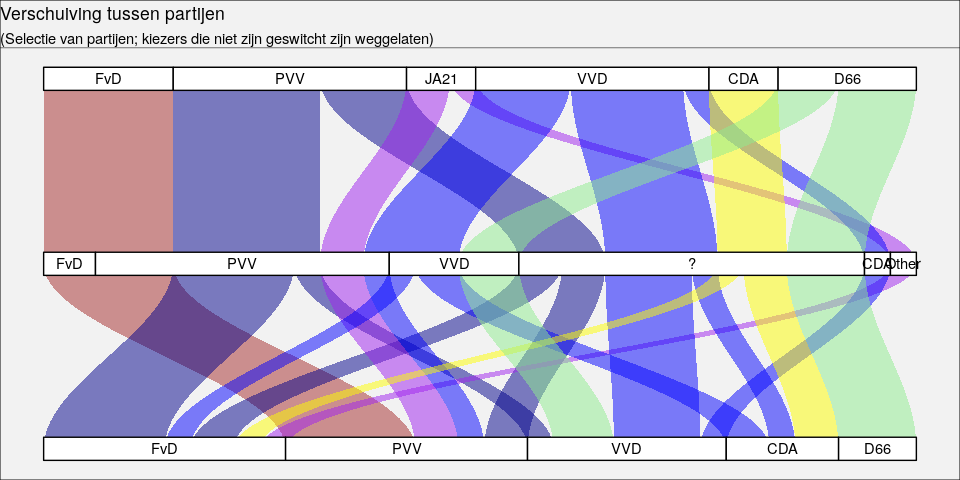 Verschuiving tussen partijen
(Selectie van partijen; kiezers die niet zijn geswitcht zijn weggelaten)
FvD PVV JA21 VVD CDA D66
FvD PVV VVD ? CDA Other
FvD PVV VVD CDA D66